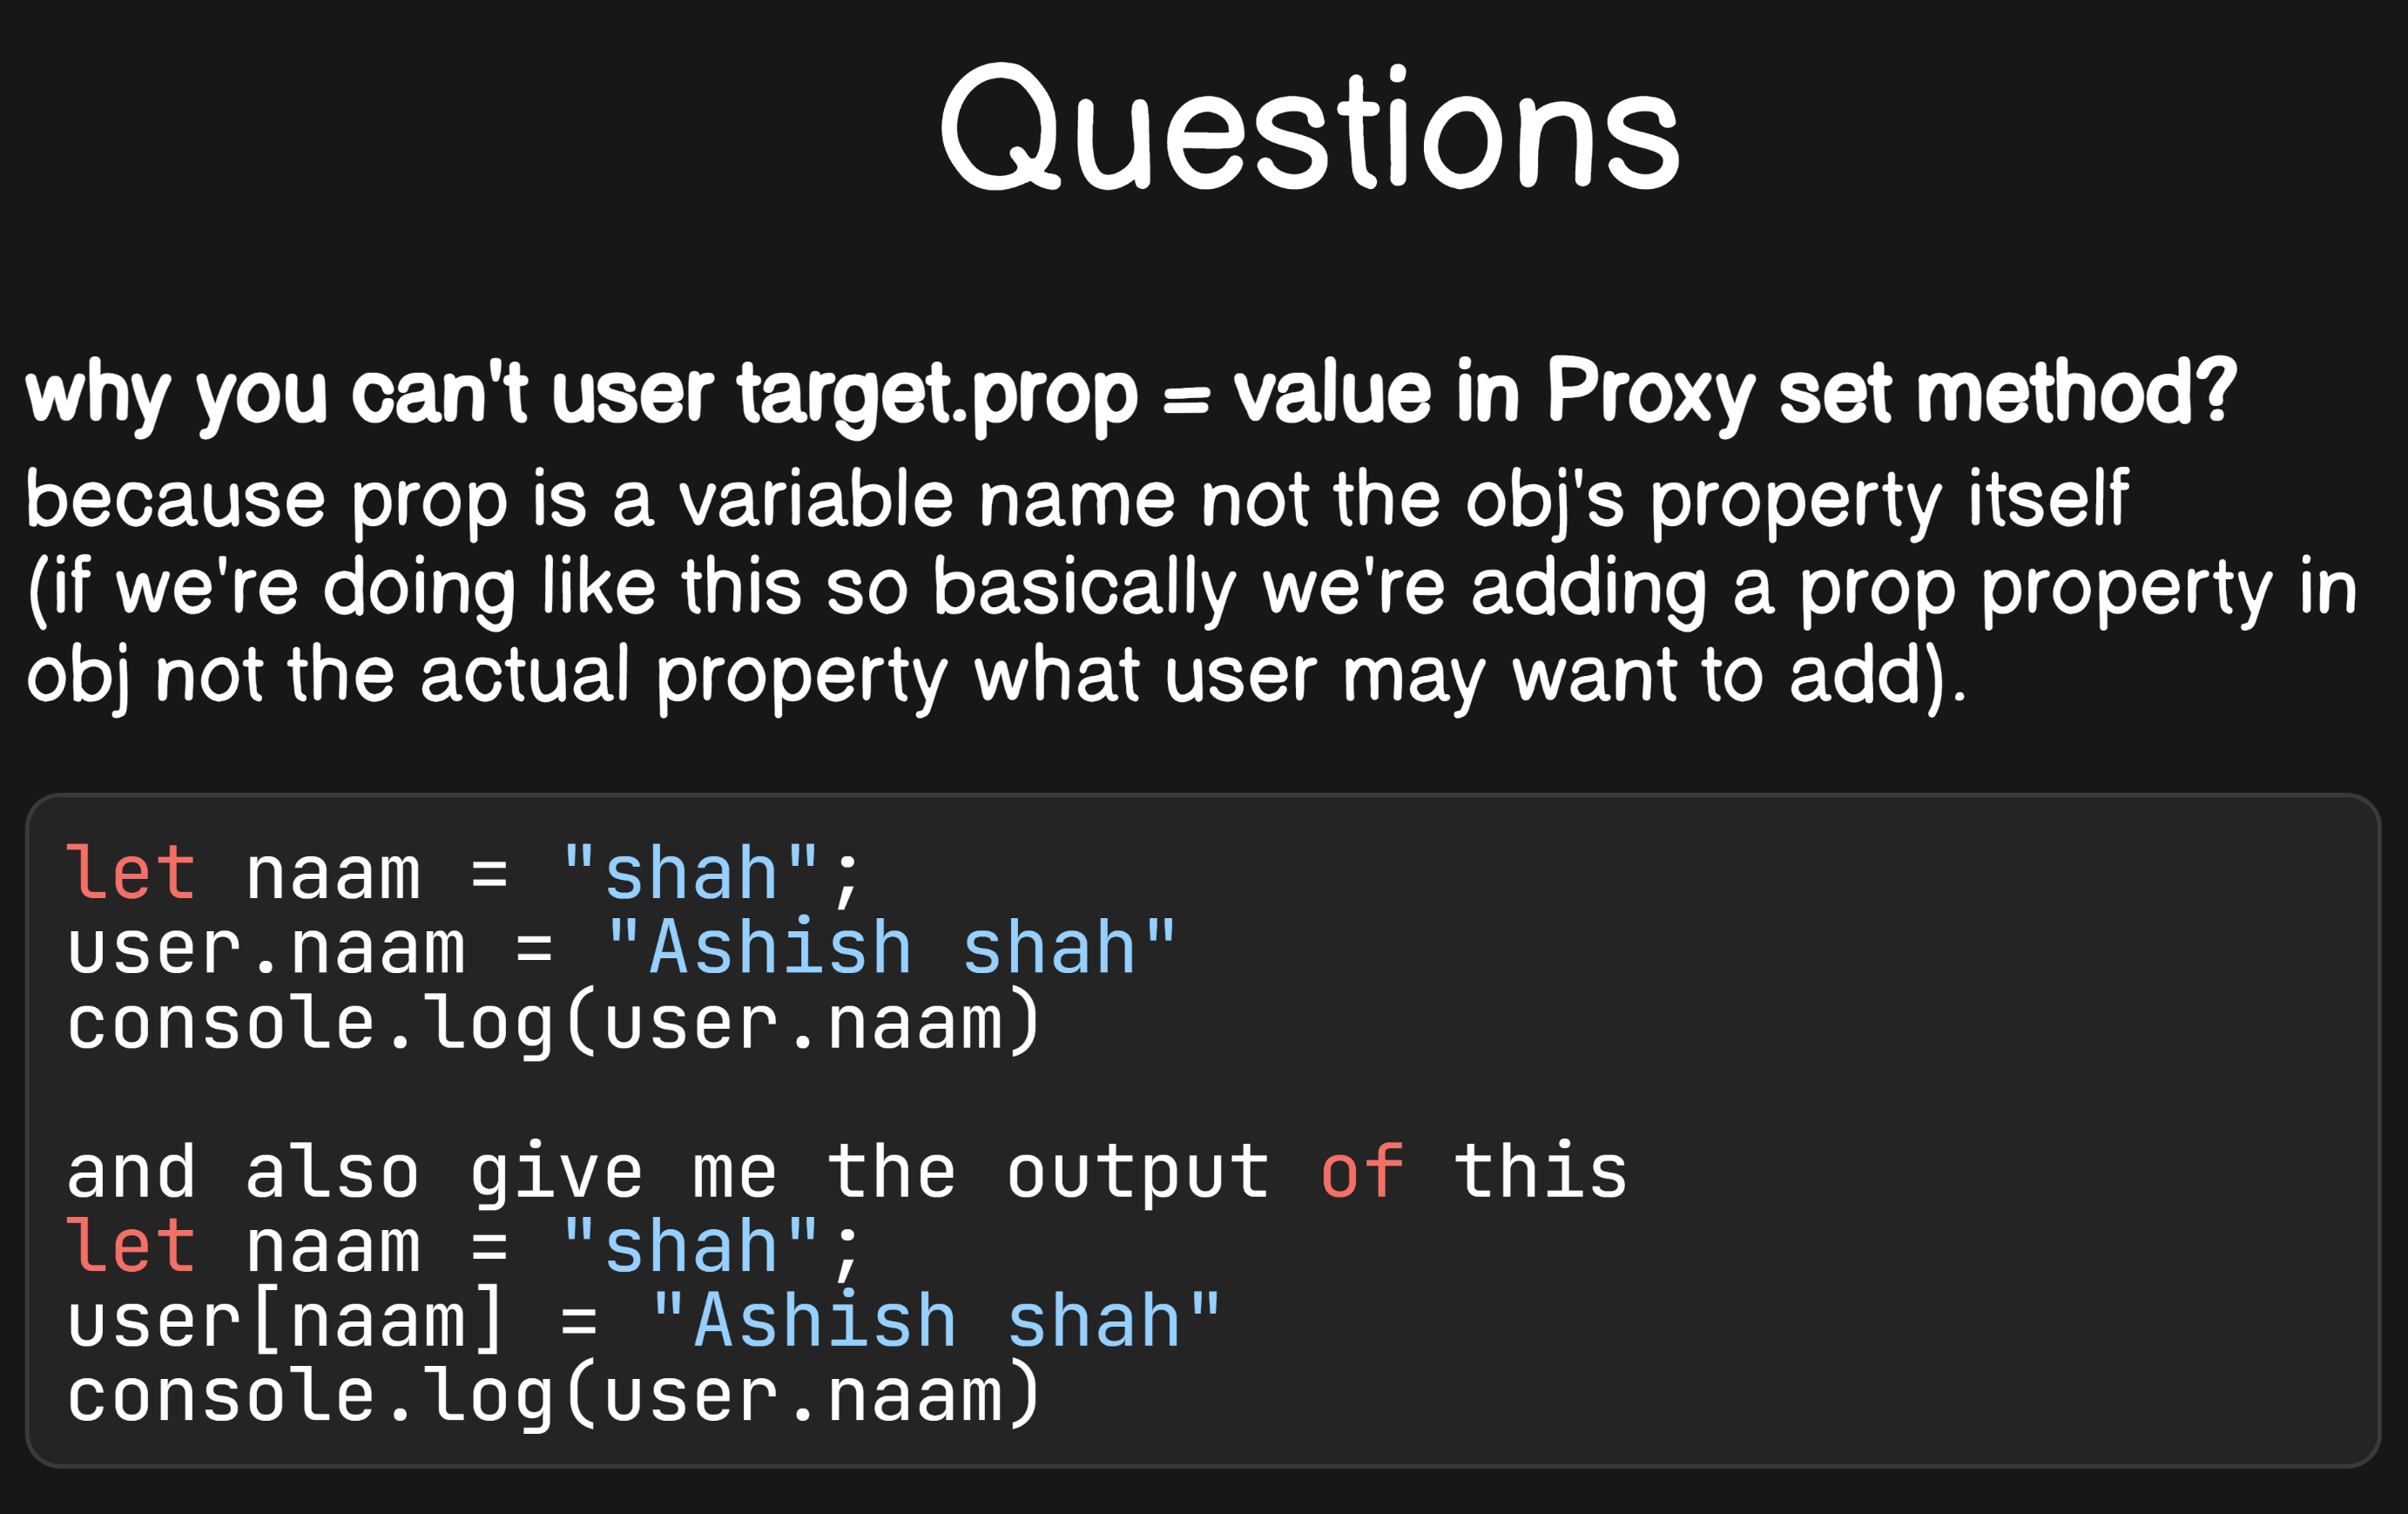 Questions
why you can't user target.prop = value in Proxy set method?
because prop is a variable name not the obj's property itself
(if we're doing like this so basically we're adding a prop property in
obj not the actual property what user may want to add).
let naam = "shah";
user.naam = "Ashish shah"
console.log(user.naam)
and also give me the output of this
let naam = "shah";
user[naam] = "Ashish shah"
console.log(user.naam)